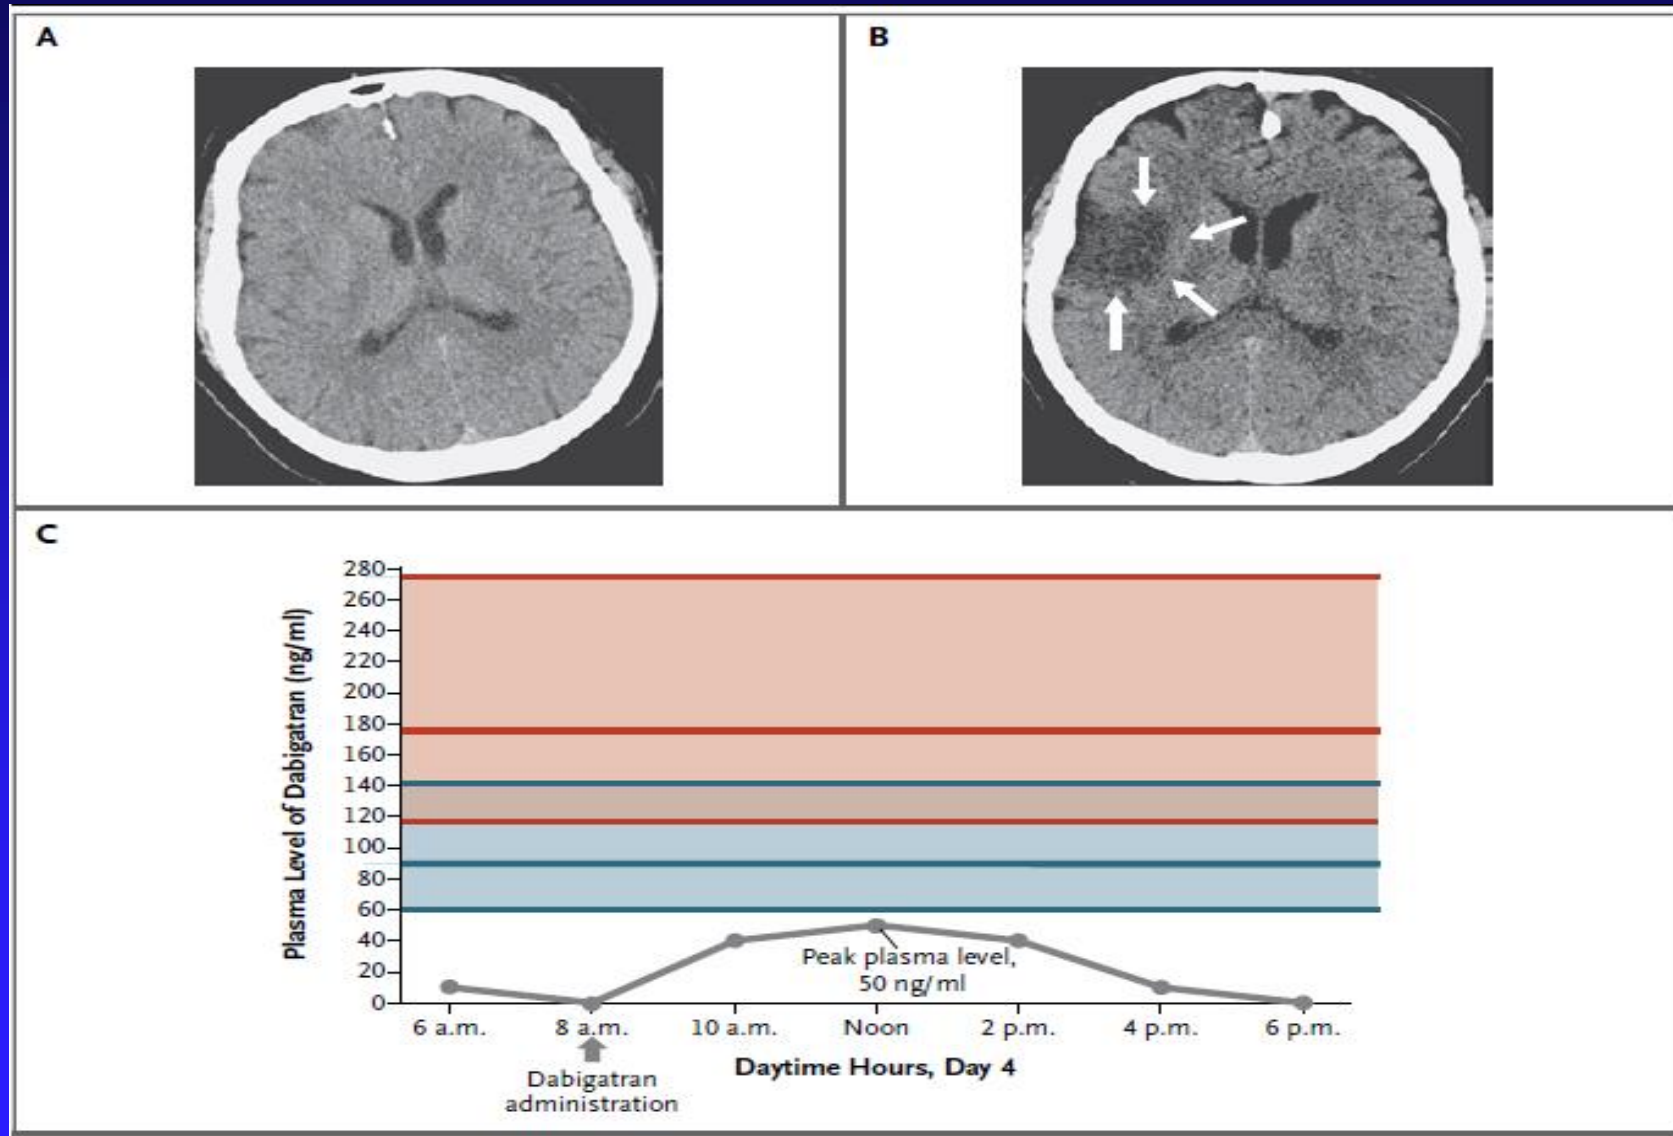 A
B
C
Plasma Level of Dabigatran (ng/ml)
280
260
240
220
200
180
160
140
120
100
80
60
40
20
0
Peak plasma level,
50 ng/ml
6 a.m.
8 a.m.
10 a.m.
Noon
2 p.m.
4 p.m.
6 p.m.
Dabigatran
administration
Daytime Hours, Day 4